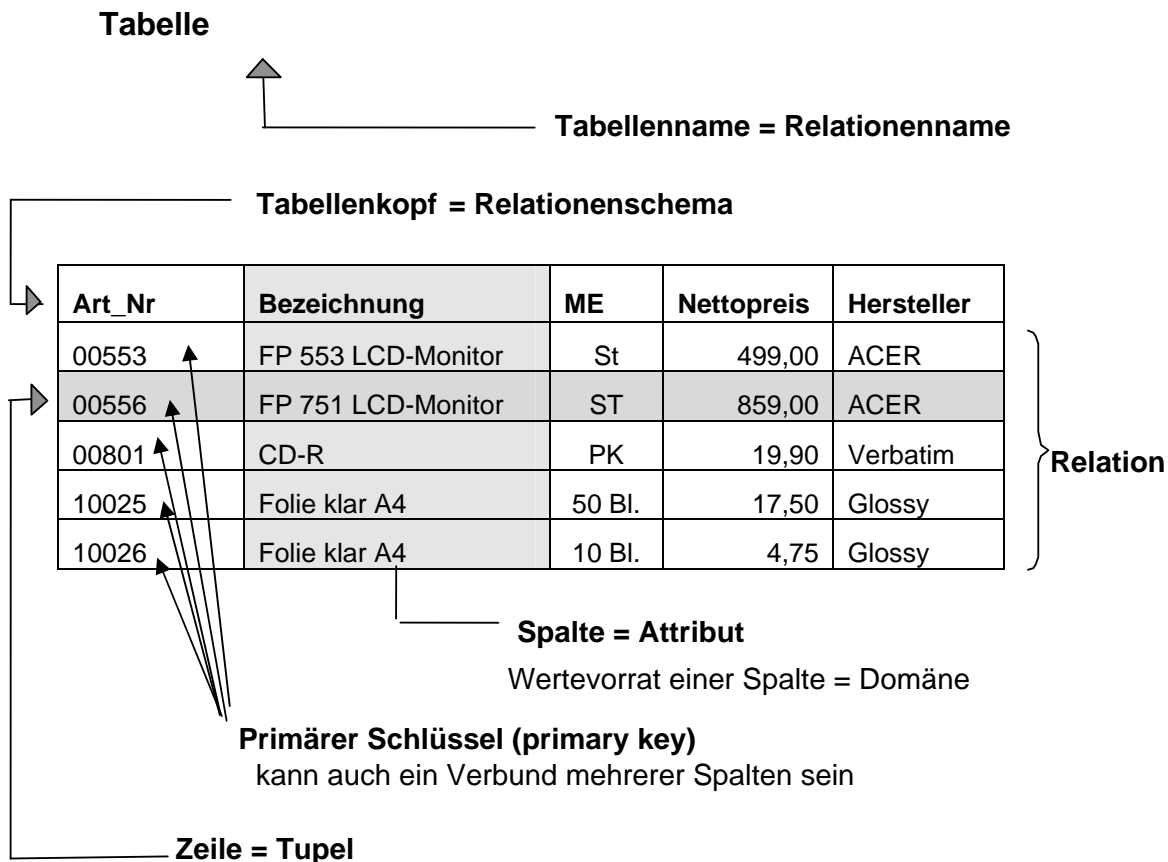 Tabelle
Tabellenname = Relationenname
Tabellenkopf = Relationenschema
Art_Nr Bezeichnung ME Nettopreis Hersteller
00553 FP 553 LCD-Monitor St 499,00 ACER
00556 FP 751 LCD-Monitor ST 859,00 ACER
00801 CD-R PK 19,90 Verbatim
10025 Folie klar A4 50 Bl. 17,50 Glossy
10026 Folie klar A4 10 Bl. 4,75 Glossy
Relation
Spalte = Attribut
Wertevorrat einer Spalte = Domäne
Primärer Schlüssel (primary key)
kann auch ein Verbund mehrerer Spalten sein
Zeile = Tupel